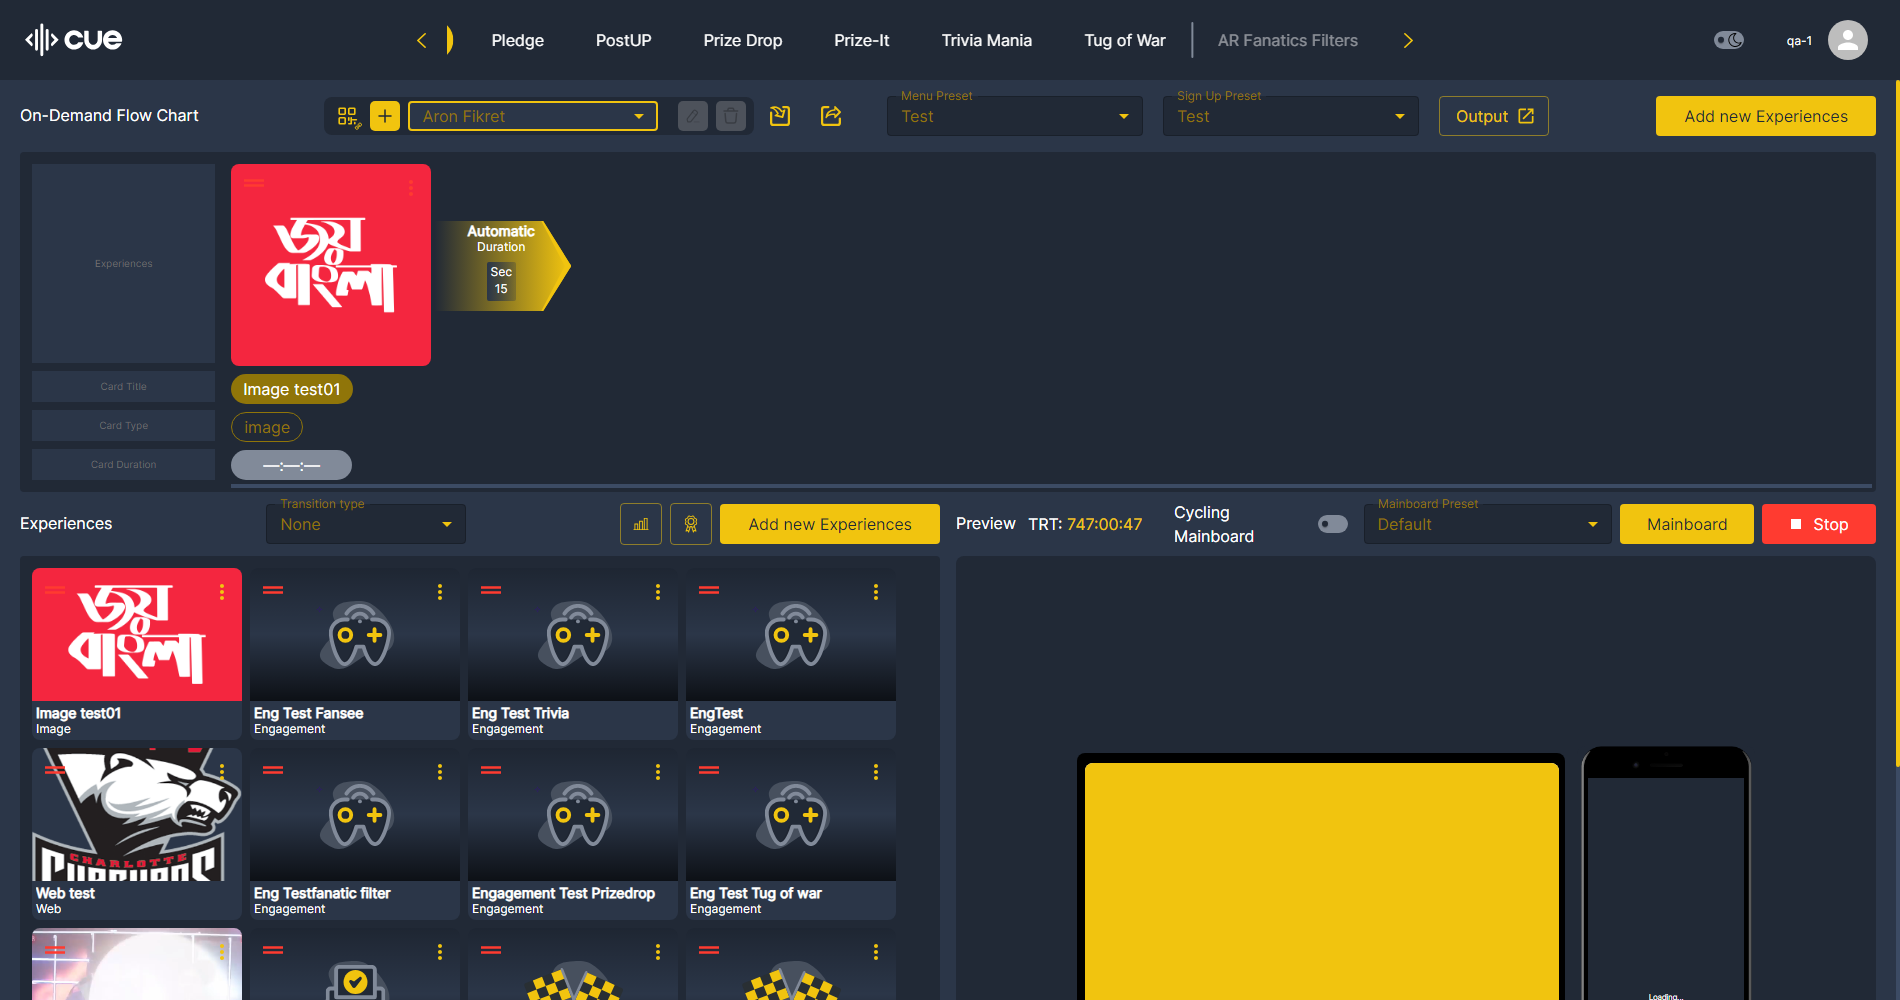 cue
Pledge
PostUP
Prize Drop
Prize-It
Trivia Mania
Tug of War
AR Fanatics Filters
qa-1
On-Demand Flow Chart
Aron Fikret
Menu Preset
Test
Sign Up Preset
Test
Output
Add new Experiences
Experiences
জয়
বাংলা
Automatic
Duration
Sec
15
Card Title
Image test01
Card Type
image
Card Duration
—:—:—
Experiences
Transition type
None
Add new Experiences
Preview
TRT: 747:00:47
Cycling
Mainboard
Mainboard Preset
Default
Mainboard
Stop
জয়
বাংলা
Image test01
Image
Eng Test Fansee
Engagement
Eng Test Trivia
Engagement
EngTest
Engagement
CHARLOTTE
Web test
Web
Eng Testfanatic filter
Engagement
Engagement Test Prizedrop
Engagement
Eng Test Tug of war
Engagement
Loading...